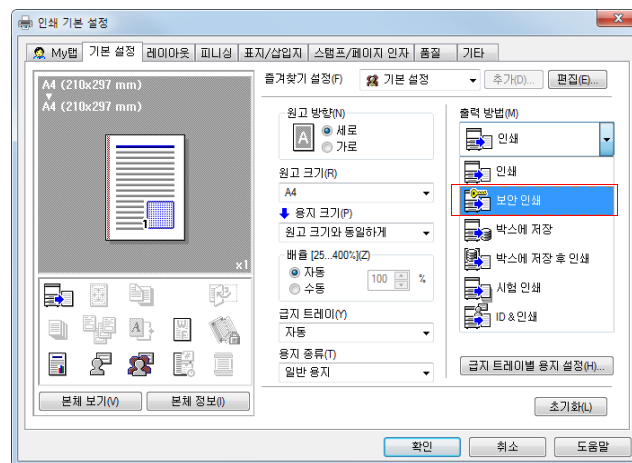 인쇄 기본 설정
My탭 기본 설정 레이아웃 피니싱 표지/삽입지 스탬프/페이지 인자 품질 기타
A4 (210x297 mm)
A4 (210x297 mm)
1
x1
본체 보기(V) 본체 정보(I)
즐겨찾기 설정(F) 기본 설정 추가(D)... 편집(E)...
원고 방향(N)
A 세로
가로
원고 크기(R)
A4
용지 크기(P)
원고 크기와 동일하게
배율 [25...400%](Z)
자동
수동
100 %
급지 트레이(Y)
자동
용지 종류(T)
일반 용지
출력 방법(M)
인쇄
인쇄
보안 인쇄
박스에 저장
박스에 저장 후 인쇄
시험 인쇄
ID &인쇄
급지 트레이별 용지 설정(H)...
초기화(L)
확인 취소 도움말